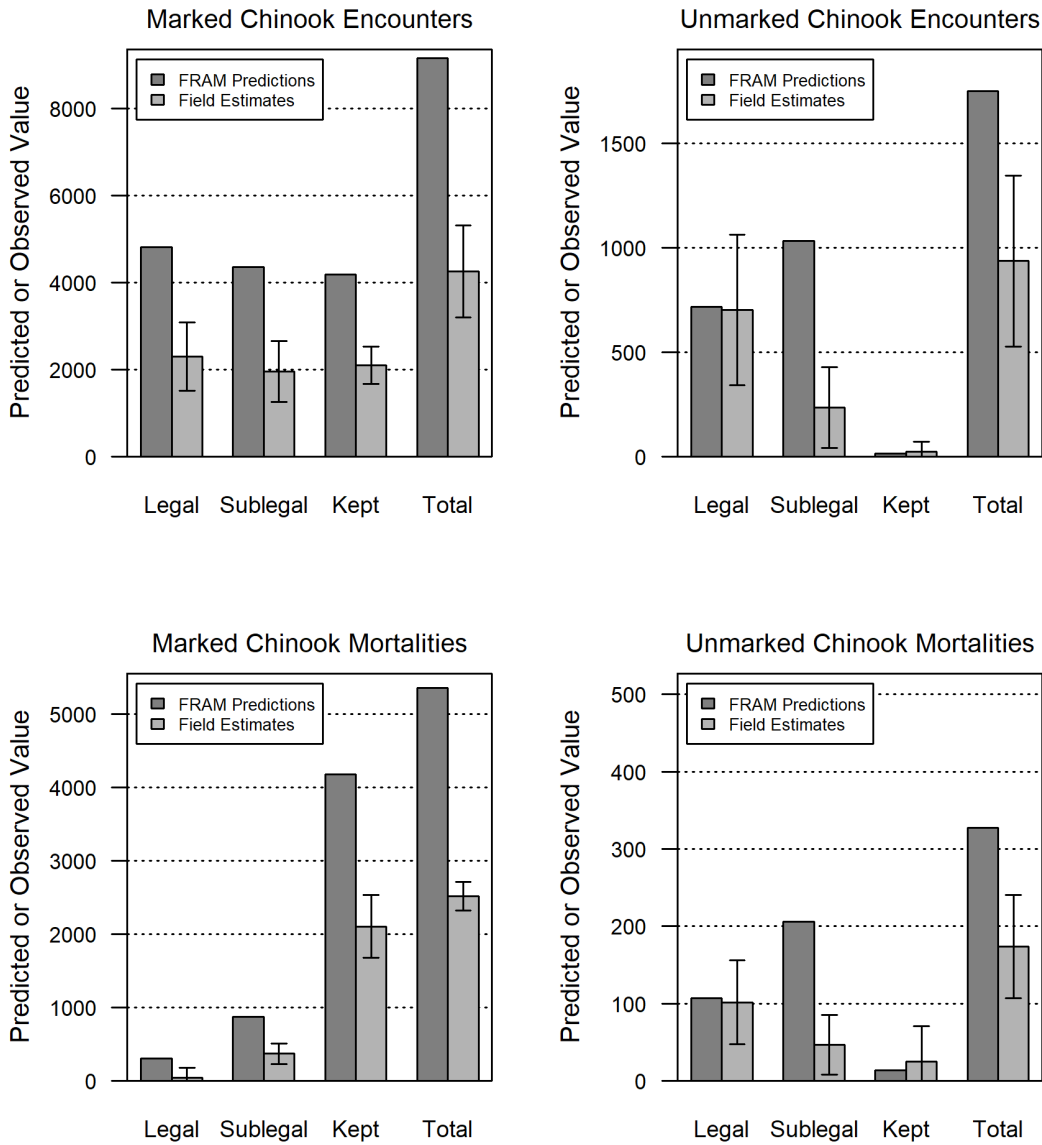 Marked Chinook Encounters
Predicted or Observed Value
FRAM Predictions
Field Estimates
8000
6000
4000
2000
0
Legal Sublegal Kept Total
Unmarked Chinook Encounters
Predicted or Observed Value
FRAM Predictions
Field Estimates
1500
1000
500
0
Legal Sublegal Kept Total
Marked Chinook Mortalities
Predicted or Observed Value
FRAM Predictions
Field Estimates
5000
4000
3000
2000
1000
0
Legal Sublegal Kept Total
Unmarked Chinook Mortalities
Predicted or Observed Value
FRAM Predictions
Field Estimates
500
400
300
200
100
0
Legal Sublegal Kept Total